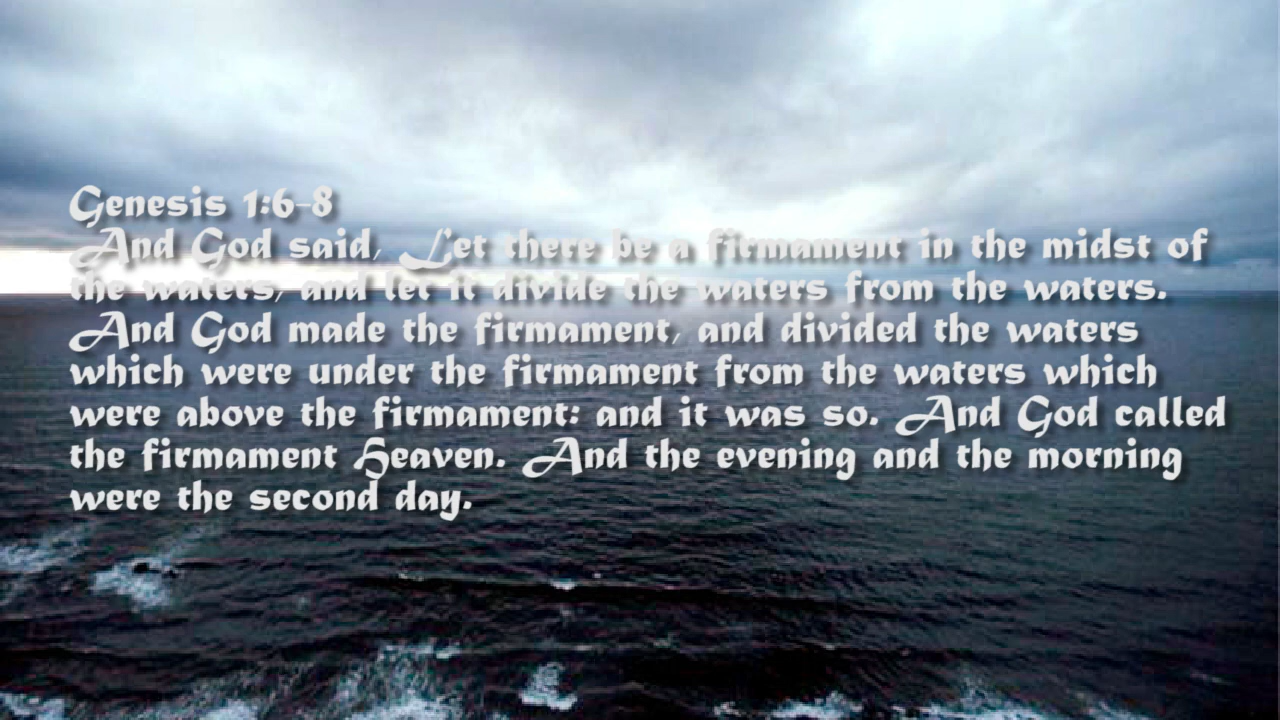 Genesis 1:6-8
And God said, Let there be a firmament in the midst of
the waters, and let it divide the waters from the waters.
And God made the firmament, and divided the waters
which were under the firmament from the waters which
were above the firmament: and it was so. And God called
the firmament Heaven. And the evening and the morning
were the second day.